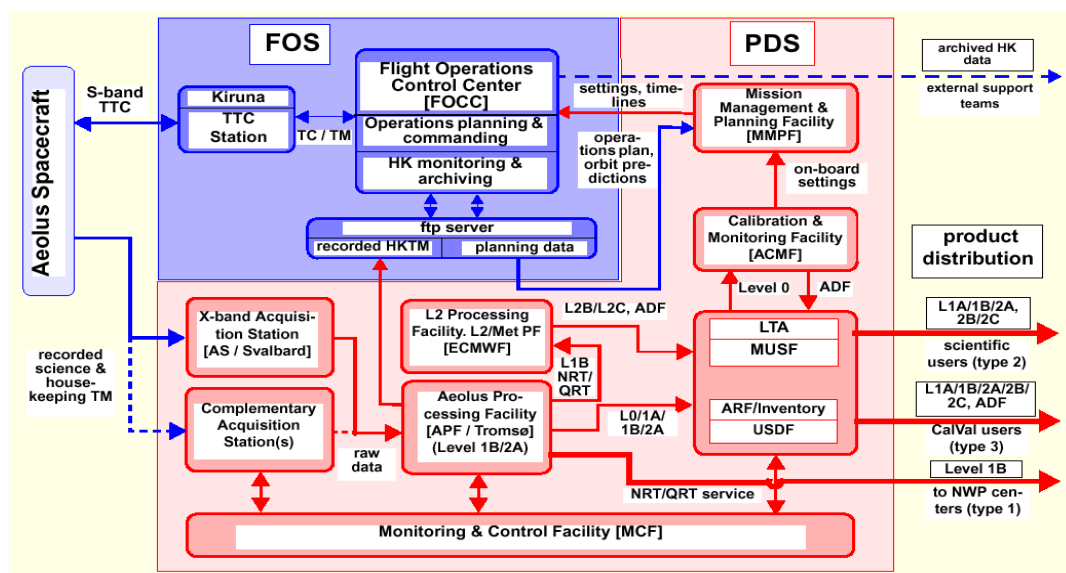 FOS
PDS
archived HK
data
external support
teams
Aeolus Spacecraft
S-band
TTC
Kiruna
TTC
Station
TC / TM
Flight Operations
Control Center
[FOCC]
Operations planning &
commanding
HK monitoring &
archiving
settings, time-
lines
opera-
tions plan,
orbit pre-
dictions
Mission
Management &
Planning Facility
[MMPF]
on-board
settings
ftp server
recorded HKTM
planning data
Calibration &
Monitoring Facility
[ACMF]
Level 0
ADF
product
distribution
X-band Acquisi-
tion Station
[AS / Svalbard]
L2 Processing
Facility. L2/Met PF
[ECMWF]
L2B/L2C, ADF
LTA
MUSF
ARF/Inventory
USDF
L1A/1B/2A,
2B/2C
scientific
users (type 2)
recorded
science &
house-
keeping TM
L1B
NRT/
QRT
Complementary
Acquisition
Station(s)
raw
data
Aeolus Pro-
cessing Facility
[APF / Tromsø]
(Level 1B/2A)
L0/1A/
1B/2A
L1A/1B/2A/2B/
2C, ADF
CalVal users
(type 3)
Level 1B
to NWP cen-
ters (type 1)
NRT/QRT service
Monitoring & Control Facility [MCF]